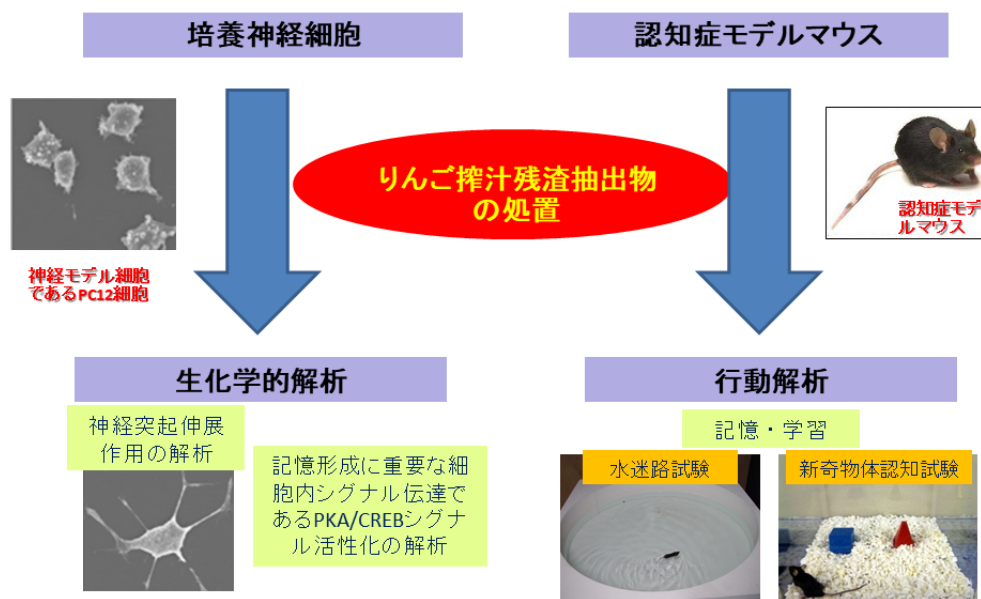 培養神経細胞
認知症モデルマウス
りんご搾汁残渣抽出物
の処置
認知症モデ
ルマウス
神経モデル細胞
であるPC12細胞
生化学的解析
行動解析
神経突起伸展
作用の解析
記憶形成に重要な細
胞内シグナル伝達で
あるPKA/CREBシグナ
ル活性化の解析
記憶・学習
水迷路試験
新奇物体認知試験